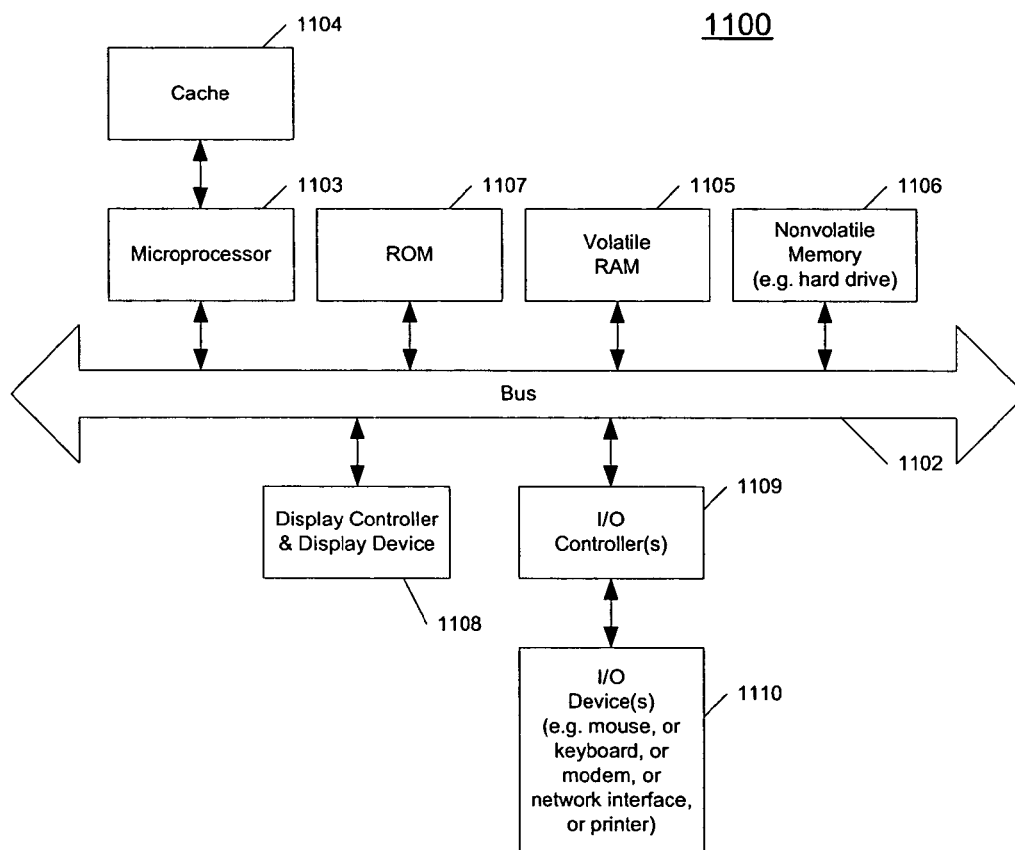 1100
1104
Cache
1103
Microprocessor
1107
ROM
1105
Volatile
RAM
1106
Nonvolatile
Memory
(e.g. hard drive)
Bus
1102
Display Controller
& Display Device
1108
1109
I/O
Controller(s)
1110
I/O
Device(s)
(e.g. mouse, or
keyboard, or
modem, or
network interface,
or printer)